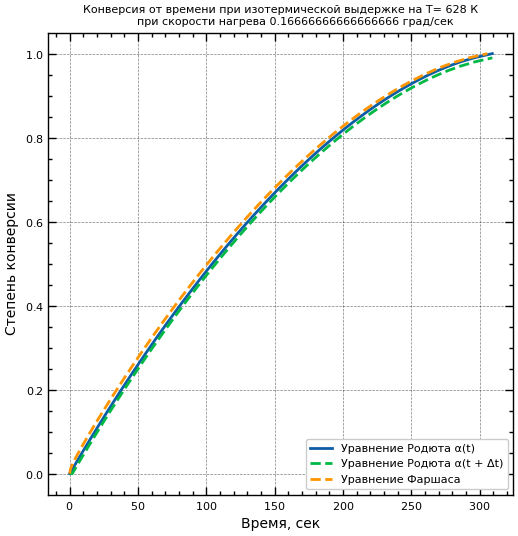 Конверсия от времени при изотермической выдержке на T= 628 К
при скорости нагрева 0.16666666666666666 град/сек
Степень конверсии
1.0
0.8
0.6
0.4
0.2
0.0
Уравнение Родюта α(t)
Уравнение Родюта α(t + Δt)
Уравнение Фаршаса
0
50
100
150
200
250
300
Время, сек